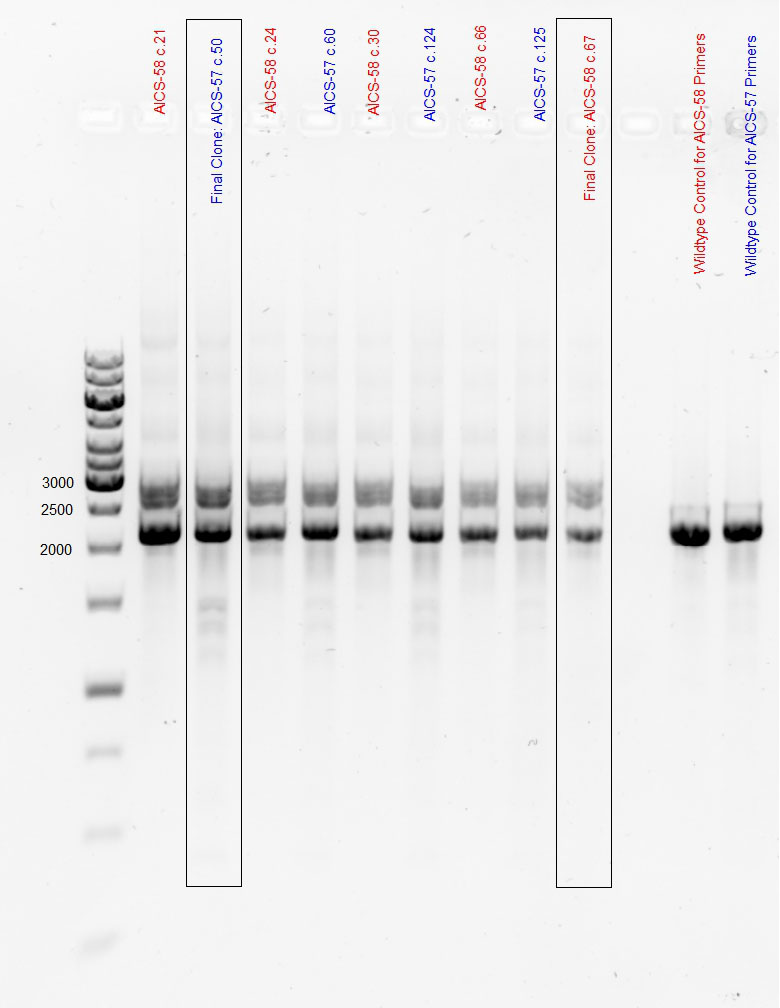 AICS-58 c.21
Final Clone: AICS-57 c.50
AICS-58 c.24
AICS-57 c.60
AICS-58 c.30
AICS-57 c.124
AICS-58 c.66
AICS-57 c.125
Final Clone: AICS-58 c.67
Wildtype Control for AICS-58 Primers
Wildtype Control for AICS-57 Primers
3000
2500
2000